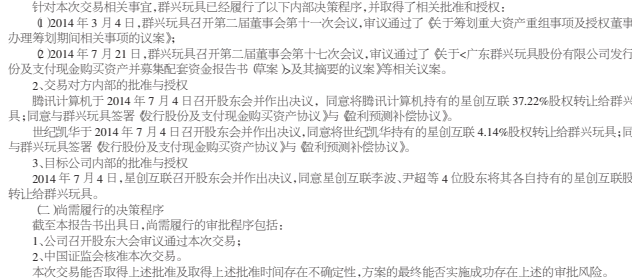 针对本次交易相关事宜,群兴玩具已经履行了以下内部决策程序,并取得了相关批准和授权:
(1)2014 年 3 月 4 日,群兴玩具召开第二届董事会第十一次会议,审议通过了《关于筹划重大资产重组事项及授权董事
办理筹划期间相关事项的议案》;
(2)2014 年 7 月 21 日,群兴玩具召开第二届董事会第十七次会议,审议通过了《关于<广东群兴玩具股份有限公司发行
份及支付现金购买资产并募集配套资金报告书(草案)>及其摘要的议案》等相关议案。
2、交易对方内部的批准与授权
腾讯计算机于 2014 年 7 月 4 日召开股东会并作出决议,同意将腾讯计算机持有的星创互联 37.22%股权转让给群兴
具;同意与群兴玩具签署《发行股份及支付现金购买资产协议》与《盈利预测补偿协议》。
世纪凯华于 2014 年 7 月 4 日召开股东会并作出决议,同意将世纪凯华持有的星创互联 4.14%股权转让给群兴玩具;同
与群兴玩具签署《发行股份及支付现金购买资产协议》与《盈利预测补偿协议》。
3、目标公司内部的批准与授权
2014 年 7 月 4 日,星创互联召开股东会并作出决议,同意星创互联李波、尹超等 4 位股东将其各自持有的星创互联股
转让给群兴玩具。
(二)尚需履行的决策程序
截至本报告书出具日,尚需履行的审批程序包括:
1、公司召开股东大会审议通过本次交易;
2、中国证监会核准本次交易。
本次交易能否取得上述批准及取得上述批准时间存在不确定性,方案的最终能否实施成功存在上述的审批风险。